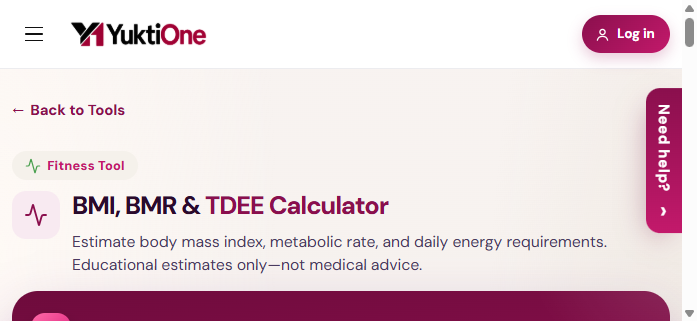 YuktiOne
Log in
← Back to Tools
Need help? ›
Fitness Tool
BMI, BMR & TDEE Calculator
Estimate body mass index, metabolic rate, and daily energy requirements.
Educational estimates only—not medical advice.